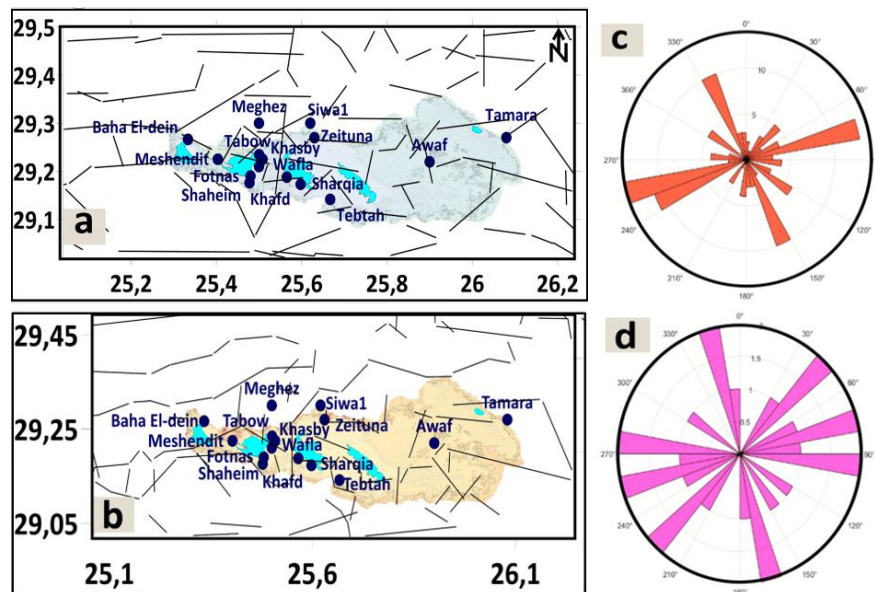 29,5
29,4
29,3
29,2
29,1
N
Meghez
Siwa1
Tamara
Baha El-dein
Zeituna
Tabow
Khasby
Awaf
Meshendit
Wafla
Fotnas
Sharqia
Shaheim
Khafd
Tebtah
a
25,2 25,4 25,6 25,8 26 26,2
c
0°
330° 30°
300° 60°
10
5
270°
240° 120°
210° 150°
180°
29,45
29,25
29,05
Meghez
Siwa1
Tamara
Baha El-dein
Tabow
Khasby
Zeituna
Awaf
Meshendit
Wafla
Fotnas
Sharqia
Shaheim
Khafd
Tebtah
b
25,1 25,6 26,1
d
0°
330° 30°
300° 60°
1.5
1
0.5
270° 90°
240° 120°
210° 150°
180°